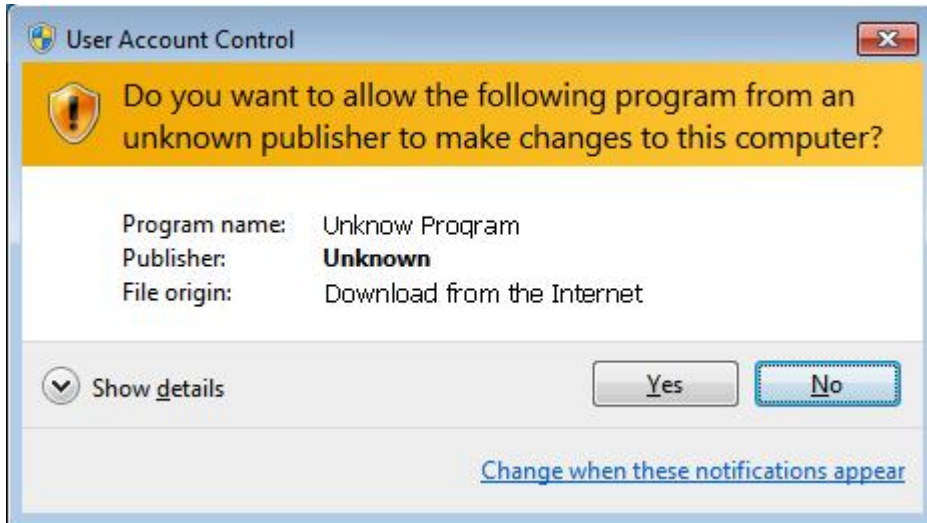 User Account Control
Do you want to allow the following program from an
unknown publisher to make changes to this computer?
Program name: Unknow Program
Publisher: Unknown
File origin: Download from the Internet
Show details
Yes
No
Change when these notifications appear